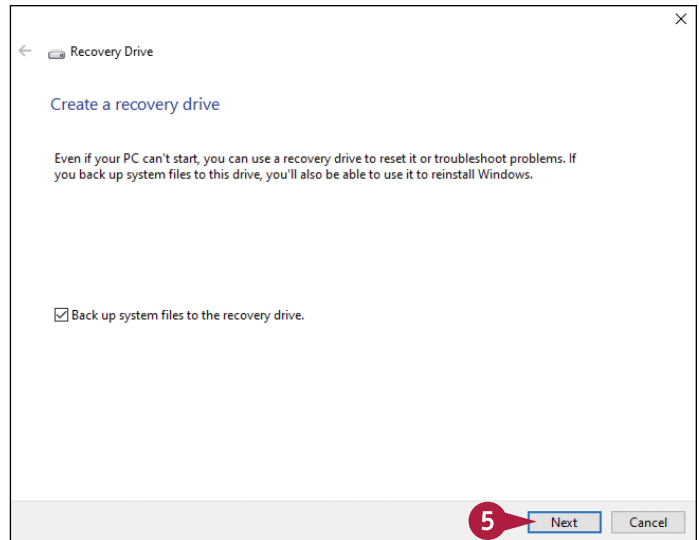 Recovery Drive
Create a recovery drive
Even if your PC can't start, you can use a recovery drive to reset it or troubleshoot problems. If
you back up system files to this drive, you'll also be able to use it to reinstall Windows.
Back up system files to the recovery drive.
5 Next Cancel